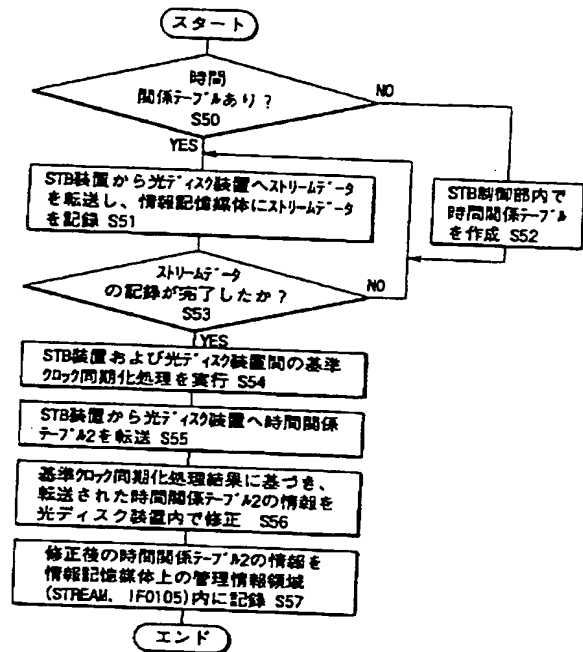 スタート
時間
関係テーブルあり？
S50
NO
YES
STB装置から光ディスク装置へストリームデータ
を転送し、情報記憶媒体にストリームデータ
を記録 S51
STB制御部内で
時間関係テーブル
を作成 S52
ストリームデータ
の記録が完了したか？
S53
NO
YES
STB装置および光ディスク装置間の基準
クロック同期化処理を実行 S54
STB装置から光ディスク装置へ時間関係
テーブル2を転送 S55
基準クロック同期化処理結果に基づき、
転送された時間関係テーブル2の情報を
光ディスク装置内で修正 S56
修正後の時間関係テーブル2の情報を
情報記憶媒体上の管理情報領域
(STREAM. IFO105)内に記録 S57
エンド